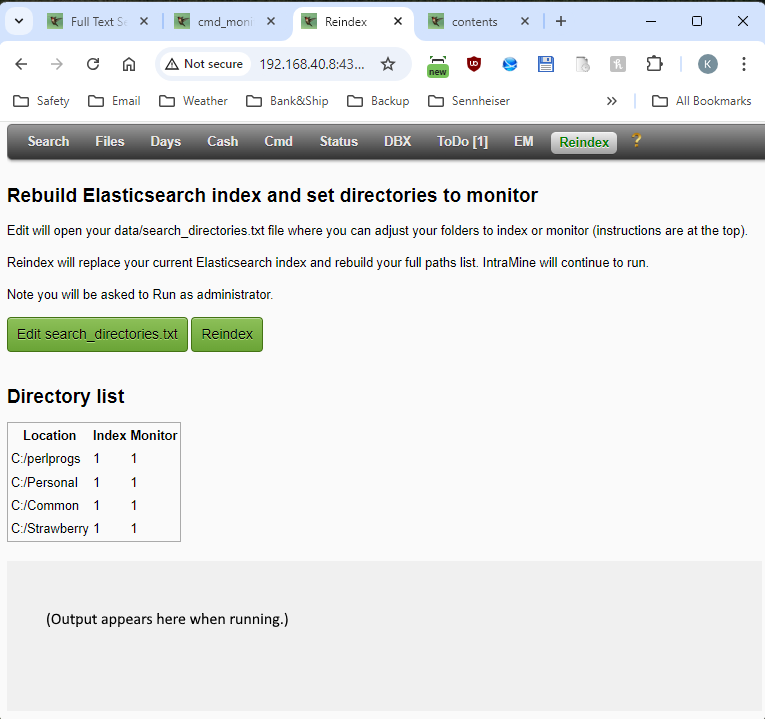 Full Text Se
cmd_moni
Reindex
contents
Not secure
192.168.40.8:43...
new
K
Safety
Email
Weather
Bank&Ship
Backup
Sennheiser
All Bookmarks
Search Files Days Cash Cmd Status DBX ToDo [1] EM Reindex ?
Rebuild Elasticsearch index and set directories to monitor
Edit will open your data/search_directories.txt file where you can adjust your folders to index or monitor (instructions are at the top).
Reindex will replace your current Elasticsearch index and rebuild your full paths list. IntraMine will continue to run.
Note you will be asked to Run as administrator.
Edit search_directories.txt Reindex
Directory list
Location Index Monitor
C:/perlprogs 1 1
C:/Personal 1 1
C:/Common 1 1
C:/Strawberry 1 1
(Output appears here when running.)